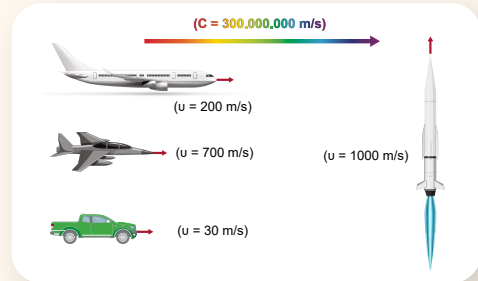 (C = 300.000.000 m/s)
(υ = 200 m/s)
(υ = 700 m/s)
(υ = 1000 m/s)
(υ = 30 m/s)